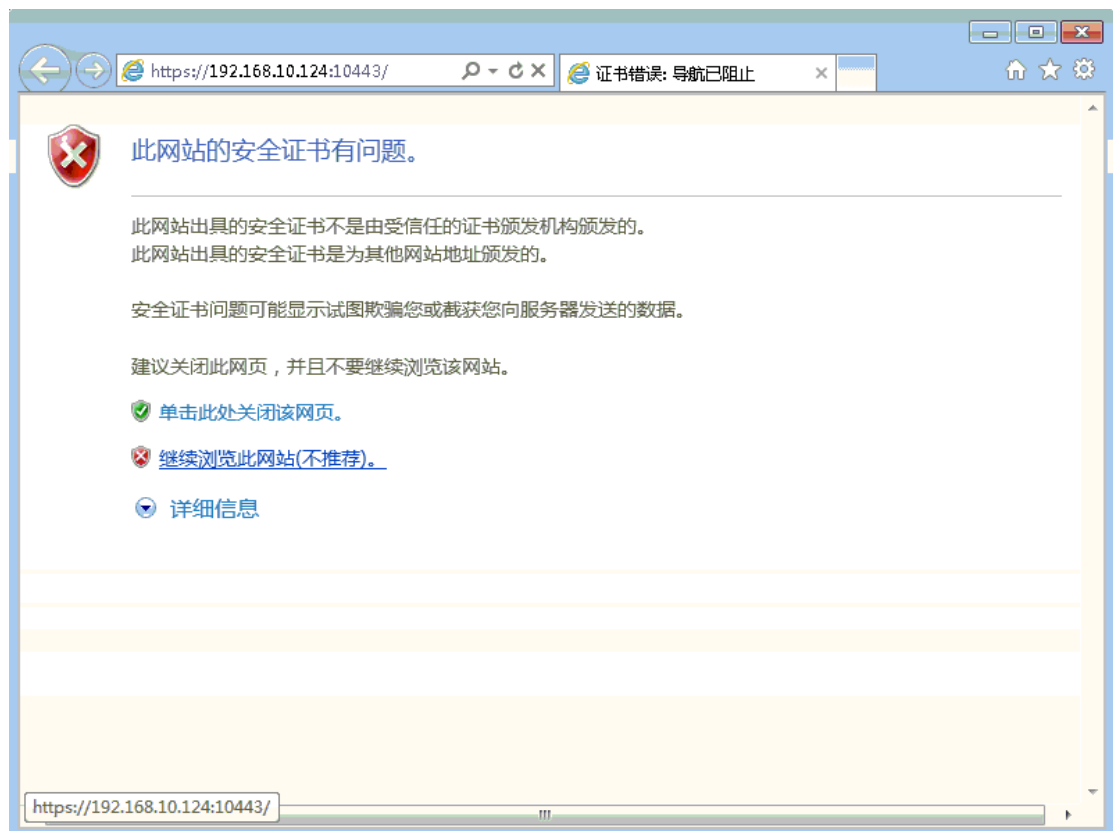 https://192.168.10.124:10443/
证书错误: 导航已阻止
此网站的安全证书有问题。
此网站出具的安全证书不是由受信任的证书颁发机构颁发的。
此网站出具的安全证书是为其他网站地址颁发的。
安全证书问题可能显示试图欺骗您或截获您向服务器发送的数据。
建议关闭此网页，并且不要继续浏览该网站。
单击此处关闭该网页。
继续浏览此网站(不推荐)。
详细信息
https://192.168.10.124:10443/